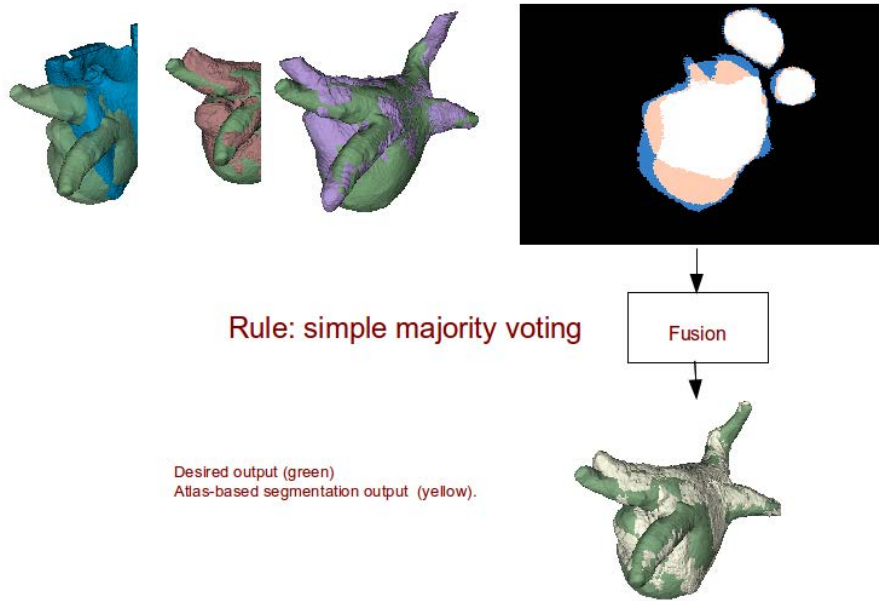 Rule: simple majority voting
Fusion
Desired output (green)
Atlas-based segmentation output (yellow).